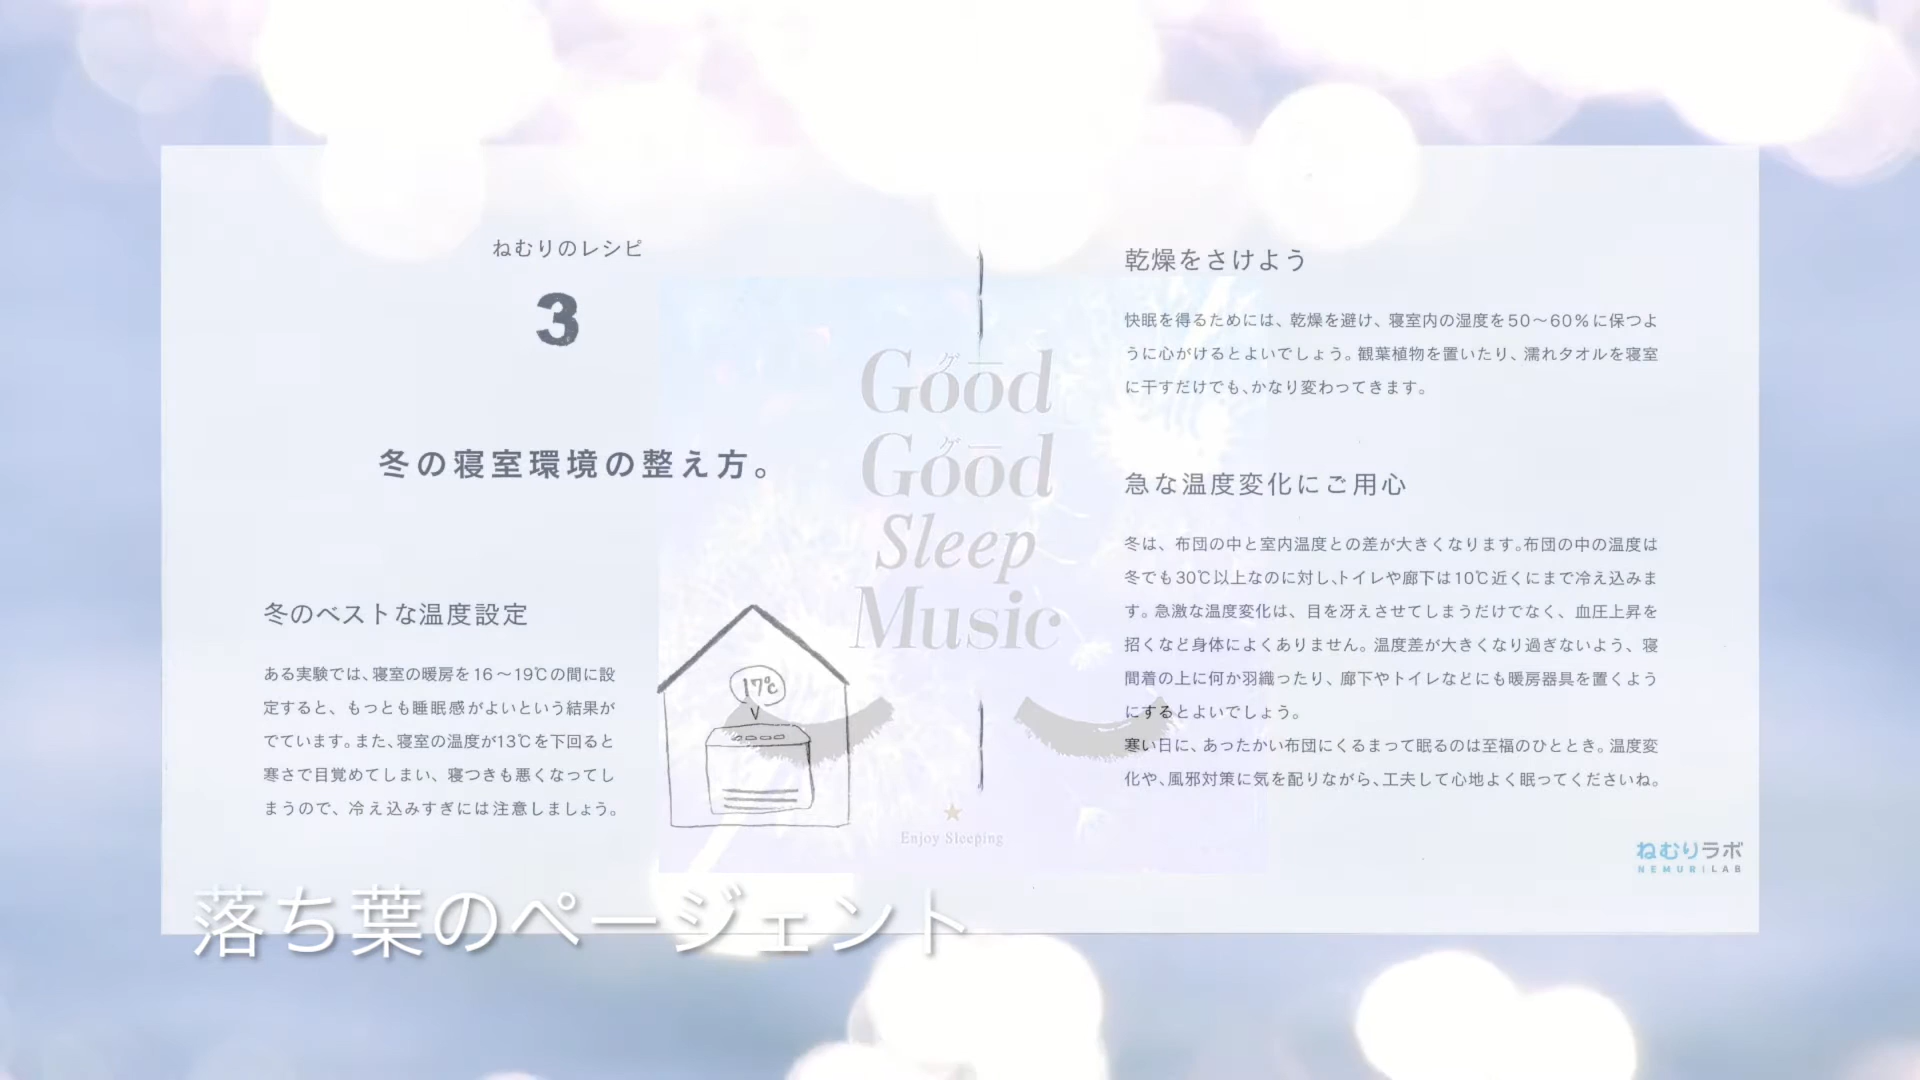 ねむりのレシピ
3
冬の寝室環境の整え方。
冬のベストな温度設定
ある実験では、寝室の暖房を16～19℃の間に設
定すると、もっとも睡眠感がよいという結果が
でています。また、寝室の温度が13℃を下回ると
寒さで目覚めてしまい、寝つきも悪くなってし
まうので、冷え込みすぎには注意しましょう。
17℃
グー
Good
グー
Good
Sleep
Music
Enjoy Sleeping
乾燥をさけよう
快眠を得るためには、乾燥を避け、寝室内の湿度を50～60％に保つよ
うに心がけるとよいでしょう。観葉植物を置いたり、濡れタオルを寝室
に干すだけでも、かなり変わってきます。
急な温度変化にご用心
冬は、布団の中と室内温度との差が大きくなります。布団の中の温度は
冬でも30℃以上なのに対し、トイレや廊下は10℃近くにまで冷え込みま
す。急激な温度変化は、目を冴えさせてしまうだけでなく、血圧上昇を
招くなど身体によくありません。温度差が大きくなり過ぎないよう、寝
間着の上に何か羽織ったり、廊下やトイレなどにも暖房器具を置くよう
にするとよいでしょう。
寒い日に、あったかい布団にくるまって眠るのは至福のひととき。温度変
化や、風邪対策に気を配りながら、工夫して心地よく眠ってくださいね。
ねむりラボ
NEMURI LAB
落ち葉のページェント